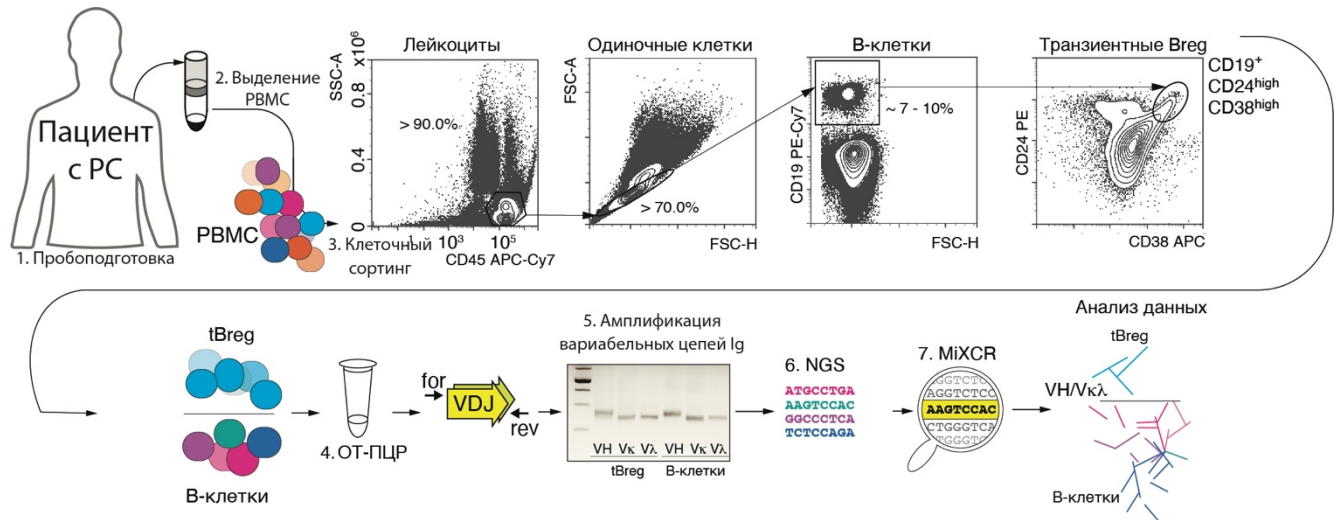 Пациент
с РС
1. Пробоподготовка
2. Выделение
PBMC
PBMC
3. Клеточный
сортинг
Лейкоциты
SSC-A
x10⁶
0.8
0.4
0
> 90.0%
10³
10⁵
CD45 APC-Cy7
Одиночные клетки
FSC-A
> 70.0%
FSC-H
В-клетки
CD19 PE-Cy7
~ 7 - 10%
FSC-H
Транзиентные Breg
CD24 PE
CD38 APC
CD19⁺
CD24ʰⁱᵍʰ
CD38ʰⁱᵍʰ
tBreg
В-клетки
4. ОТ-ПЦР
for
VDJ
rev
5. Амплификация
вариабельных цепей Ig
VH Vκ Vλ VH Vκ Vλ
tBreg В-клетки
6. NGS
ATGCCTGA
AAGTCCAC
GGCCCTCA
TCTCCAGA
7. MiXCR
AGGTCTC
AGGTCTCC
AAGTCCAC
CTGGGTCA
CTGGGTC
Анализ данных
tBreg
VH/Vκλ
В-клетки